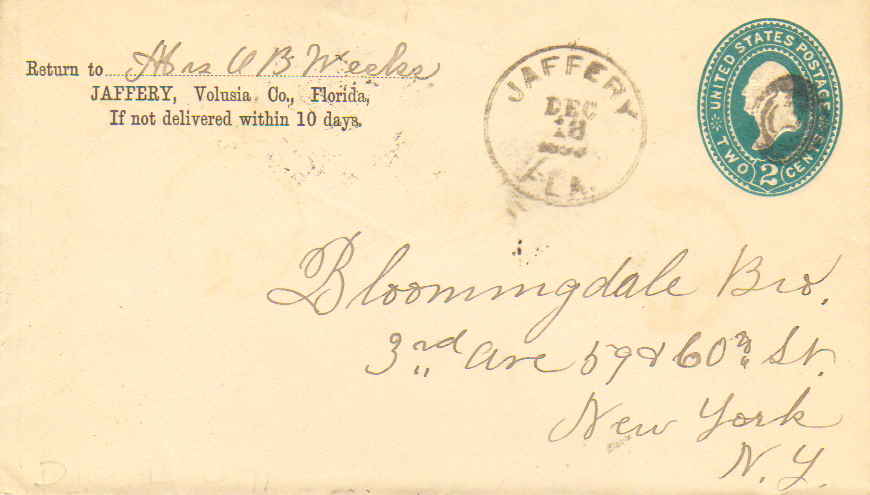 Return to Mrs A B Weeks
JAFFERY, Volusia Co., Florida,
If not delivered within 10 days.
JAFFERY
DEC
18
FLA.
UNITED STATES POSTAGE
TWO 2 CENTS
Bloomingdale Bro.
3rd Ave 59 & 60 St.
New York
N.Y.